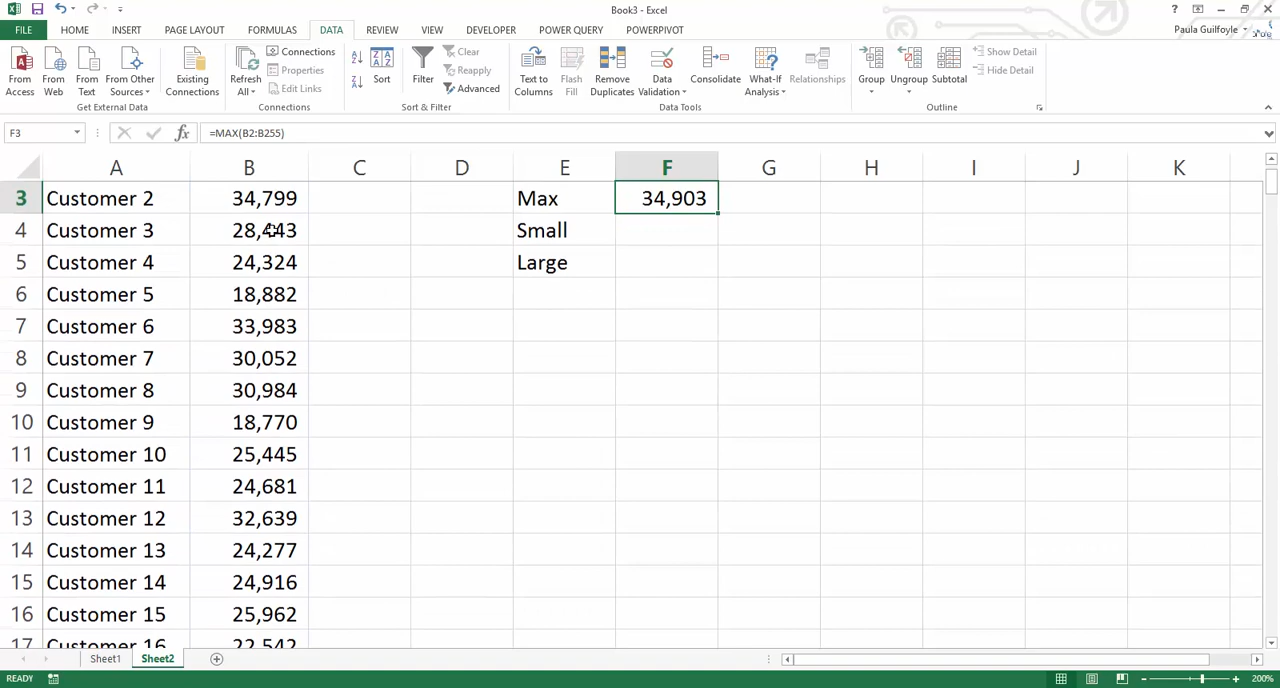 Book3 - Excel
FILE HOME INSERT PAGE LAYOUT FORMULAS DATA REVIEW VIEW DEVELOPER POWER QUERY POWERPIVOT Paula Guilfoyle
From Access
From Web
From Text
From Other Sources
Existing Connections
Get External Data
Refresh All
Connections
Properties
Edit Links
Connections
Sort
Filter
Clear
Reapply
Advanced
Sort & Filter
Text to Columns
Flash Fill
Remove Duplicates
Data Validation
Consolidate
What-If Analysis
Relationships
Data Tools
Group
Ungroup
Subtotal
Show Detail
Hide Detail
Outline
F3 fx =MAX(B2:B255)
A B C D E F G H I J K
3 Customer 2 34,799 Max 34,903
4 Customer 3 28,443 Small
5 Customer 4 24,324 Large
6 Customer 5 18,882
7 Customer 6 33,983
8 Customer 7 30,052
9 Customer 8 30,984
10 Customer 9 18,770
11 Customer 10 25,445
12 Customer 11 24,681
13 Customer 12 32,639
14 Customer 13 24,277
15 Customer 14 24,916
16 Customer 15 25,962
17 Customer 16 22,542
Sheet1 Sheet2
READY 200%